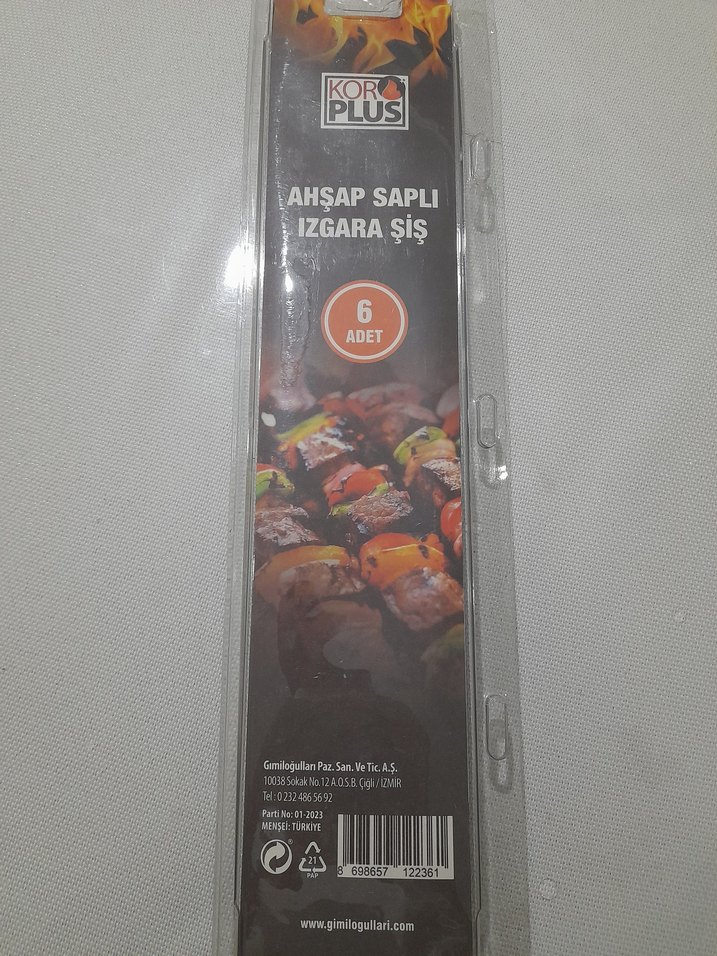 KOR
PLUS
AHŞAP SAPLI
IZGARA ŞİŞ
6
ADET
Gımiloğulları Paz. San. Ve Tic. A.Ş.
10038 Sokak No.12 A.O.S.B. Çiğli / İZMİR
Tel : 0 232 486 56 92
Parti No: 01-2023
MENŞEİ: TÜRKİYE
®
21
PAP
8 698657 122361
www.gimilogullari.com